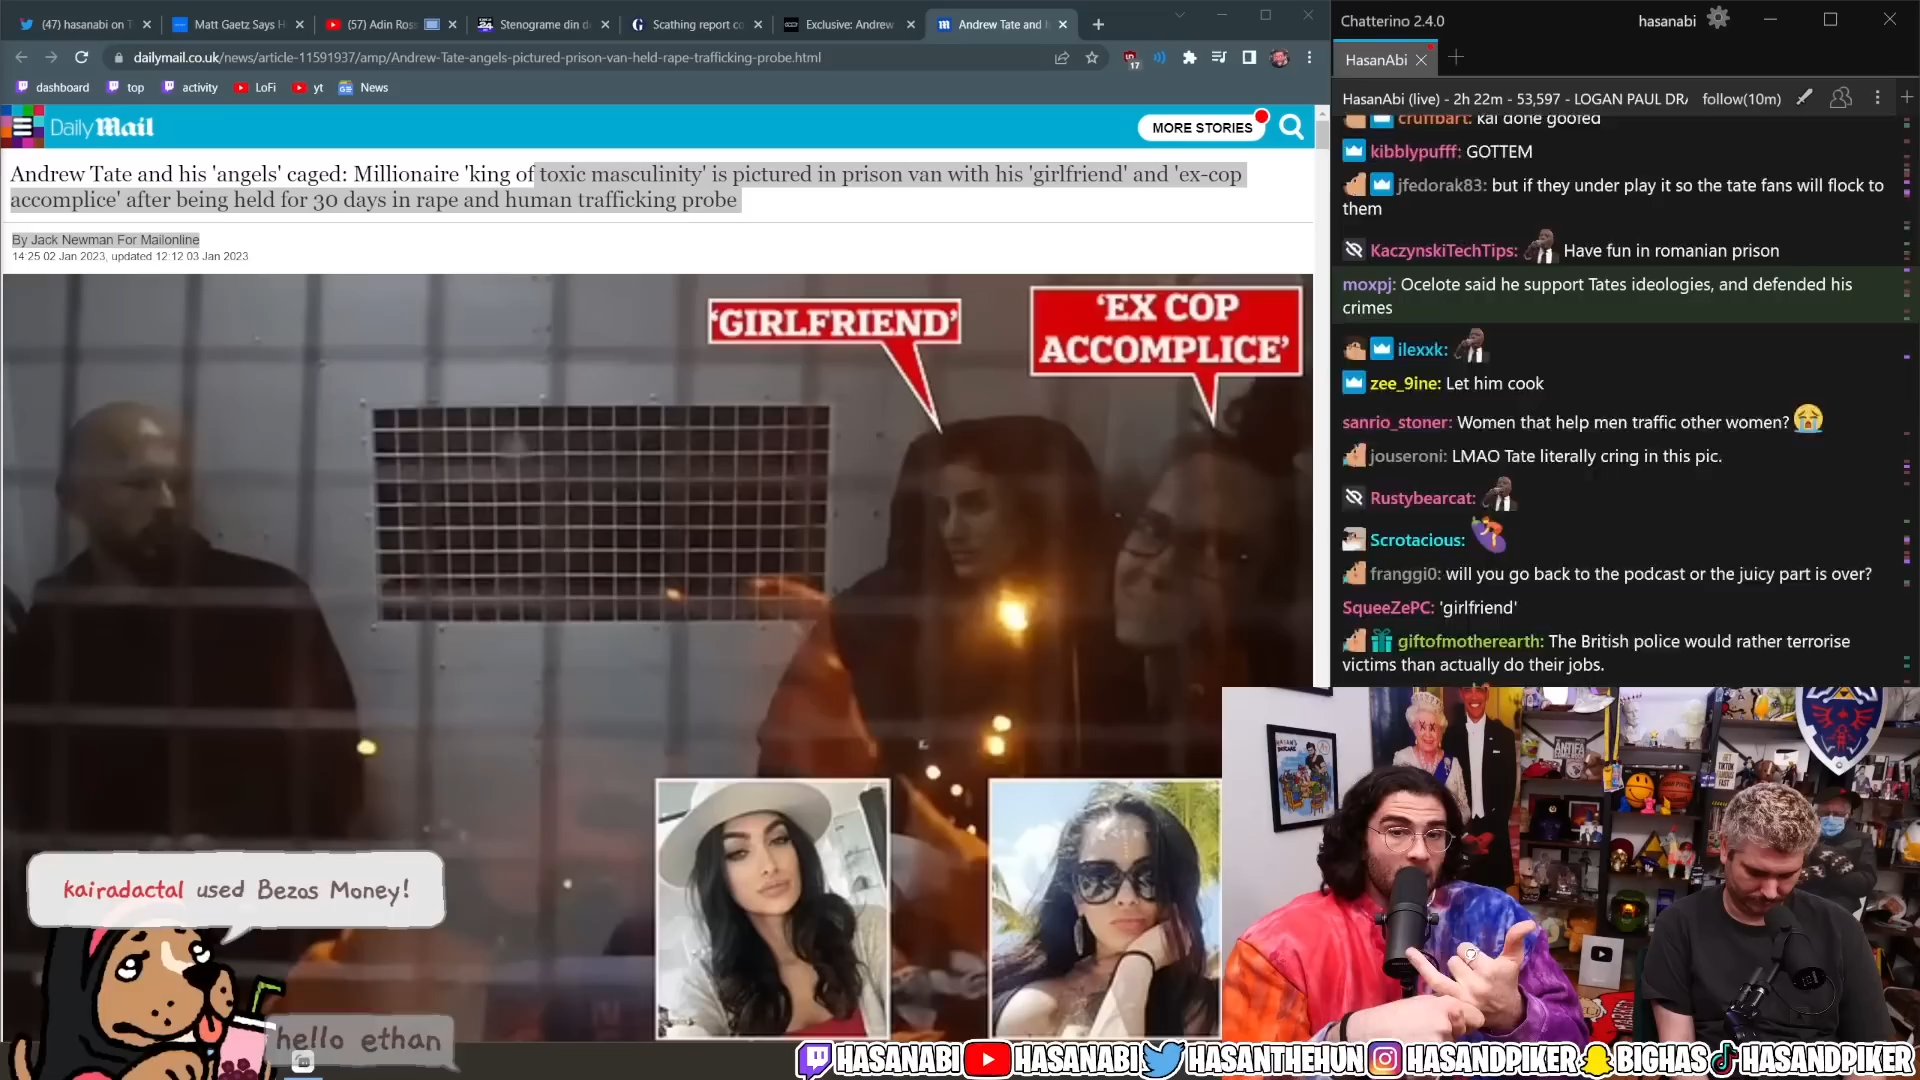 (47) hasanabi on T
Matt Gaetz Says H
(57) Adin Ross
Stenograme din d
Scathing report co
Exclusive: Andrew
Andrew Tate and h
dailymail.co.uk/news/article-11591937/amp/Andrew-Tate-angels-pictured-prison-van-held-rape-trafficking-probe.html
17
dashboard
top
activity
LoFi
yt
News
Daily Mail
MORE STORIES
Andrew Tate and his 'angels' caged: Millionaire 'king of toxic masculinity' is pictured in prison van with his 'girlfriend' and 'ex-cop
accomplice' after being held for 30 days in rape and human trafficking probe
By Jack Newman For Mailonline
14:25 02 Jan 2023, updated 12:12 03 Jan 2023
'GIRLFRIEND'
'EX COP
ACCOMPLICE'
kairadactal used Bezos Money!
hello ethan
Chatterino 2.4.0
hasanabi
HasanAbi
HasanAbi (live) - 2h 22m - 53,597 - LOGAN PAUL DR
follow(10m)
cruffbart: kai done goofed
kibblypufff: GOTTEM
jfedorak83: but if they under play it so the tate fans will flock to
them
KaczynskiTechTips: Have fun in romanian prison
moxpj: Ocelote said he support Tates ideologies, and defended his
crimes
ilexxk:
zee_9ine: Let him cook
sanrio_stoner: Women that help men traffic other women?
jouseroni: LMAO Tate literally cring in this pic.
Rustybearcat:
Scrotacious:
franggi0: will you go back to the podcast or the juicy part is over?
SqueeZePC: 'girlfriend'
giftofmotherearth: The British police would rather terrorise
victims than actually do their jobs.
ANTIFA
HASANABI
HASANABI
HASANTHEHUN
HASANDPIKER
BIGHAS
HASANDPIKER